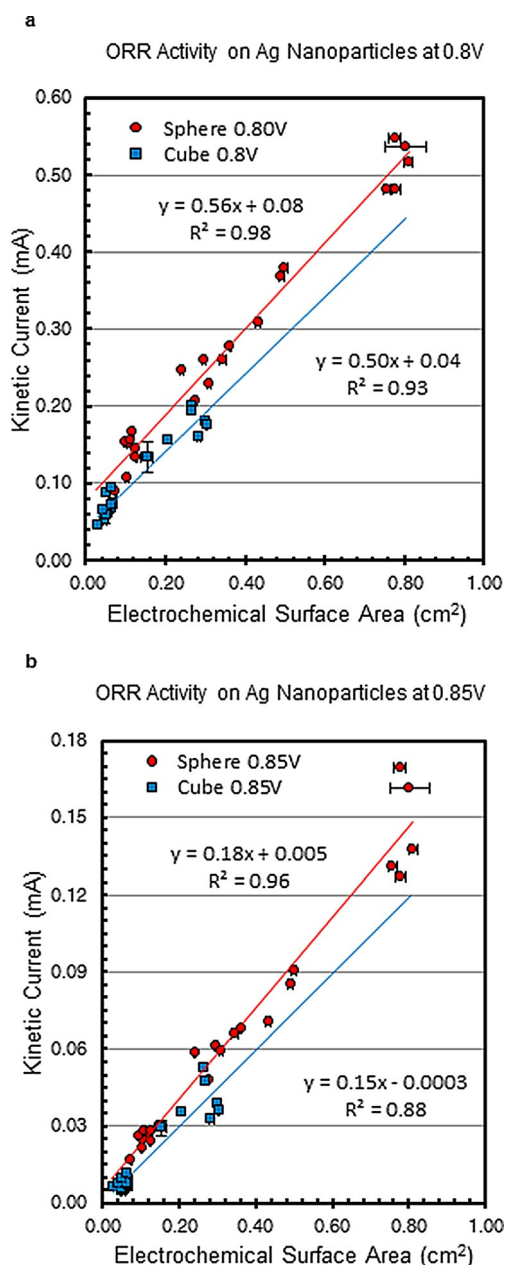 a
ORR Activity on Ag Nanoparticles at 0.8V
0.60
Sphere 0.80V
Cube 0.8V
0.50
y = 0.56x + 0.08
R² = 0.98
0.40
0.30
y = 0.50x + 0.04
R² = 0.93
0.20
0.10
0.00
Kinetic Current (mA)
0.00 0.20 0.40 0.60 0.80 1.00
Electrochemical Surface Area (cm²)
b
ORR Activity on Ag Nanoparticles at 0.85V
0.18
Sphere 0.85V
Cube 0.85V
0.15
y = 0.18x + 0.005
R² = 0.96
0.12
0.09
0.06
y = 0.15x - 0.0003
R² = 0.88
0.03
0.00
Kinetic Current (mA)
0.00 0.20 0.40 0.60 0.80 1.00
Electrochemical Surface Area (cm²)